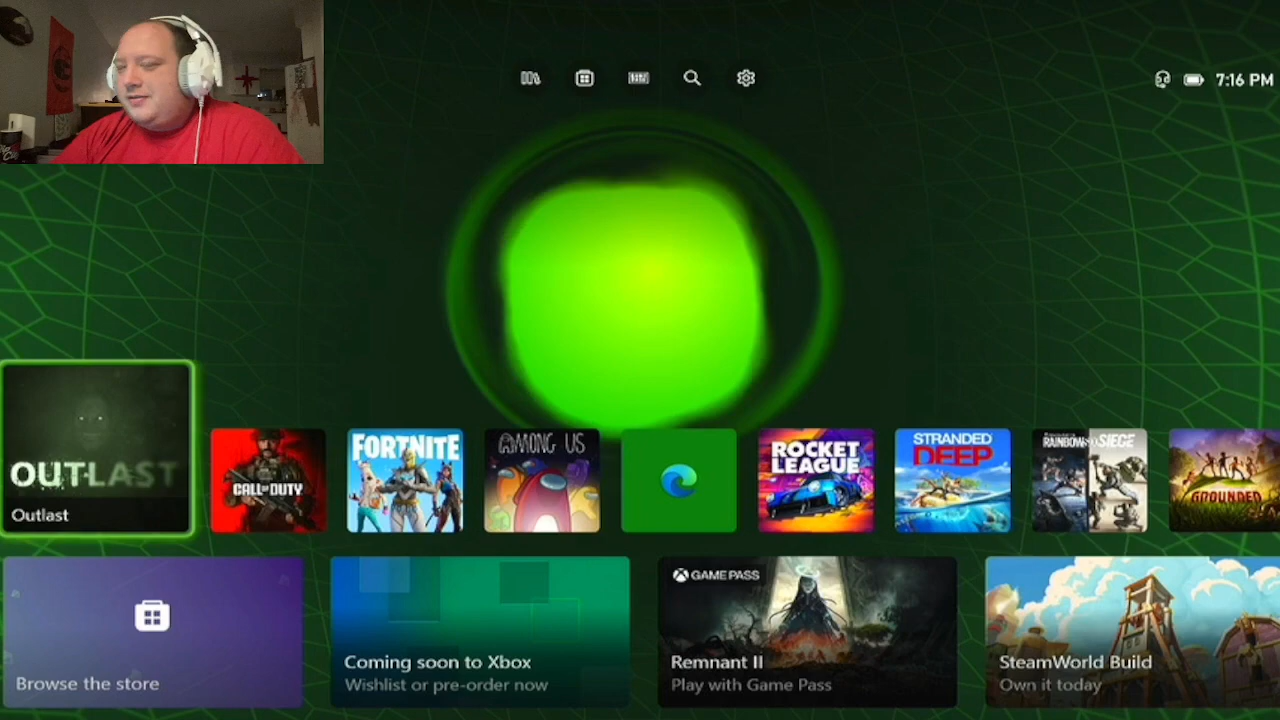 7:16 PM
OUTLAST
Outlast
CALL OF DUTY
FORTNITE
AMONG US
ROCKET
LEAGUE
STRANDED
DEEP
RAINBOW SIX SIEGE
GROUNDED
Browse the store
Coming soon to Xbox
Wishlist or pre-order now
GAME PASS
Remnant II
Play with Game Pass
SteamWorld Build
Own it today